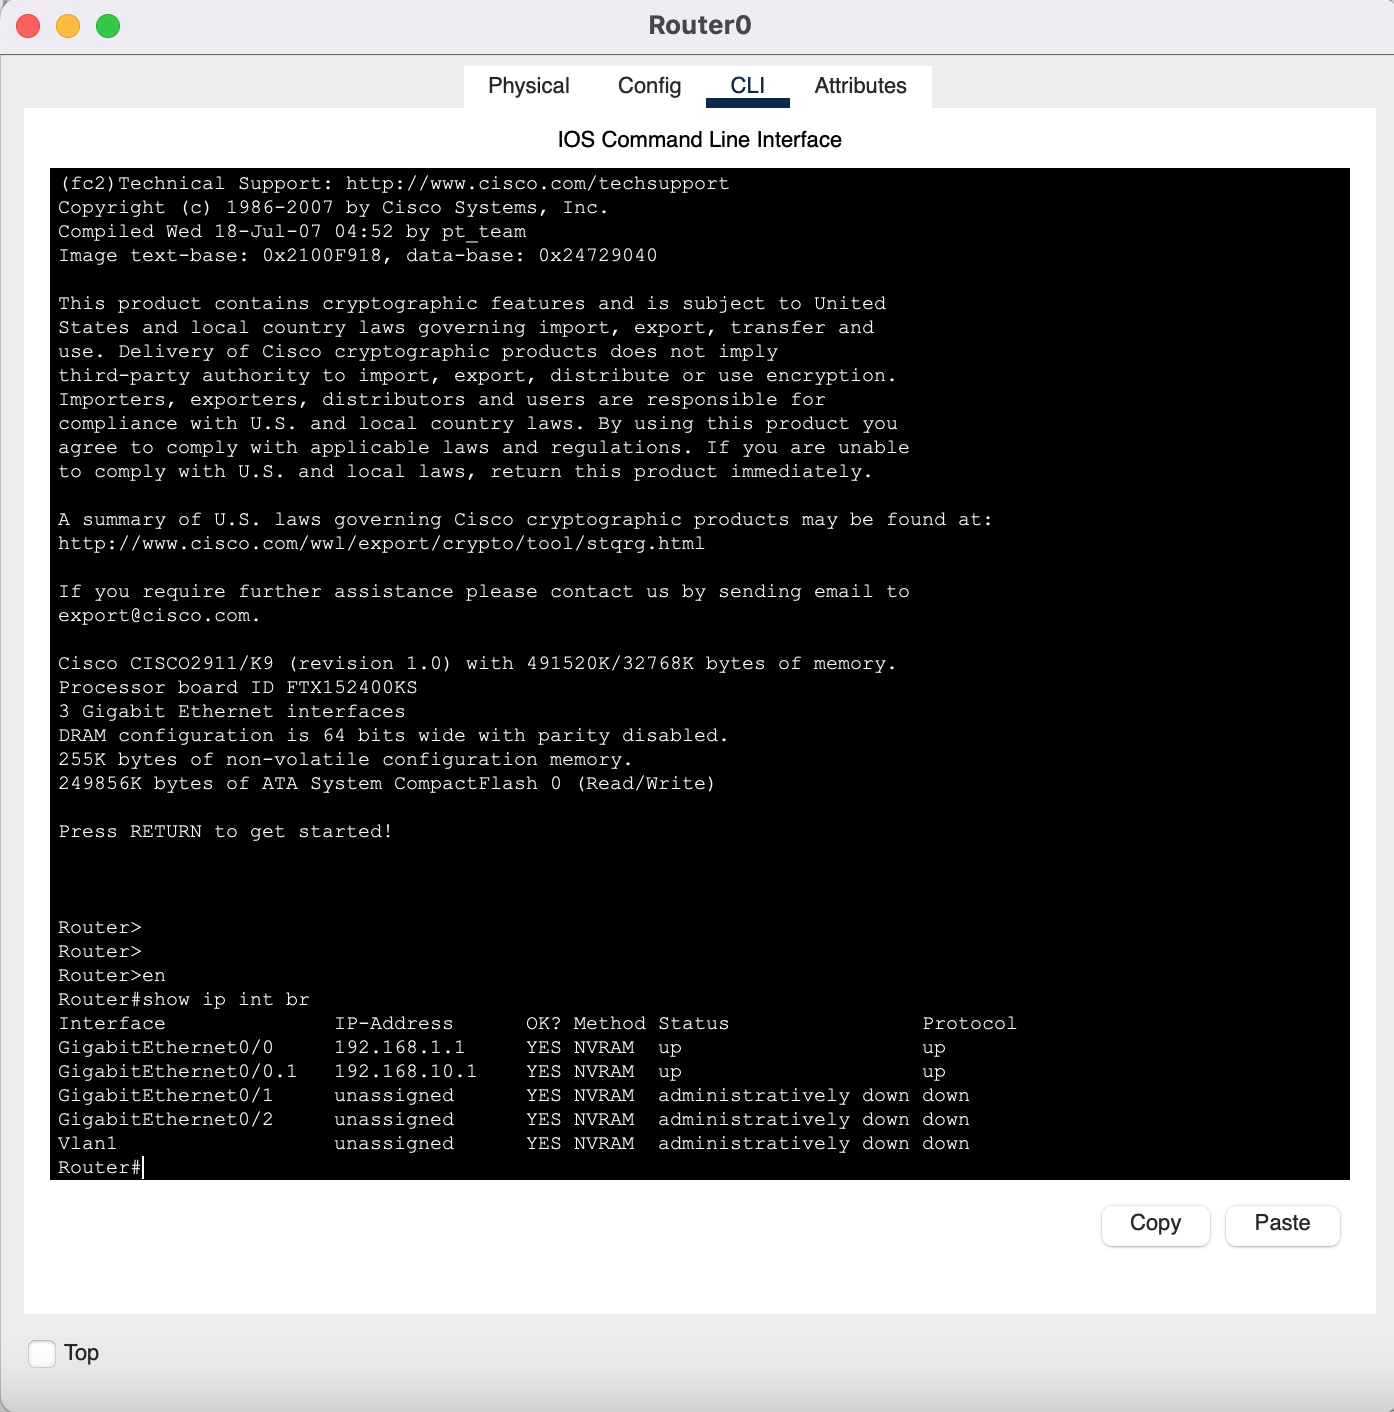 Router0
Physical Config CLI Attributes
IOS Command Line Interface
(fc2)Technical Support: http://www.cisco.com/techsupport
Copyright (c) 1986-2007 by Cisco Systems, Inc.
Compiled Wed 18-Jul-07 04:52 by pt_team
Image text-base: 0x2100F918, data-base: 0x24729040

This product contains cryptographic features and is subject to United
States and local country laws governing import, export, transfer and
use. Delivery of Cisco cryptographic products does not imply
third-party authority to import, export, distribute or use encryption.
Importers, exporters, distributors and users are responsible for
compliance with U.S. and local country laws. By using this product you
agree to comply with applicable laws and regulations. If you are unable
to comply with U.S. and local laws, return this product immediately.

A summary of U.S. laws governing Cisco cryptographic products may be found at:
http://www.cisco.com/wwl/export/crypto/tool/stqrg.html

If you require further assistance please contact us by sending email to
export@cisco.com.

Cisco CISCO2911/K9 (revision 1.0) with 491520K/32768K bytes of memory.
Processor board ID FTX152400KS
3 Gigabit Ethernet interfaces
DRAM configuration is 64 bits wide with parity disabled.
255K bytes of non-volatile configuration memory.
249856K bytes of ATA System CompactFlash 0 (Read/Write)

Press RETURN to get started!

Router>
Router>
Router>en
Router#show ip int br
Interface              IP-Address      OK? Method Status                Protocol
GigabitEthernet0/0     192.168.1.1     YES NVRAM  up                    up
GigabitEthernet0/0.1   192.168.10.1    YES NVRAM  up                    up
GigabitEthernet0/1     unassigned      YES NVRAM  administratively down down
GigabitEthernet0/2     unassigned      YES NVRAM  administratively down down
Vlan1                  unassigned      YES NVRAM  administratively down down
Router#
Copy Paste
Top